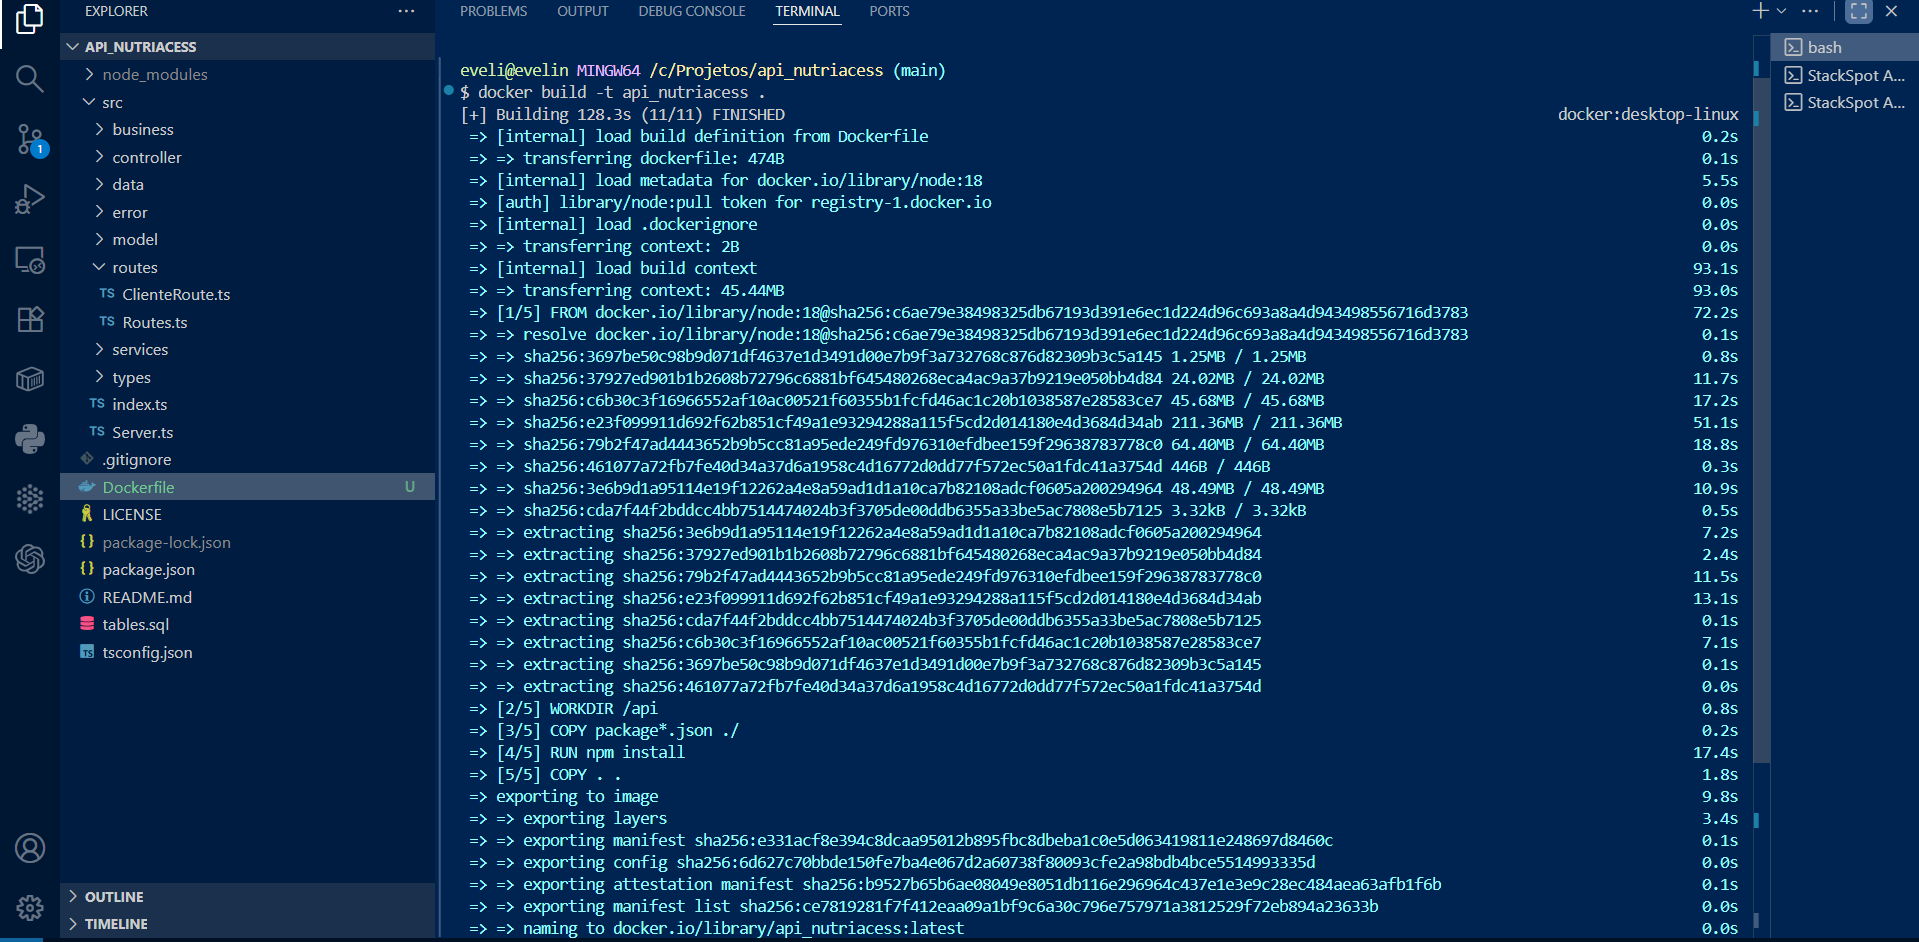 EXPLORER
API_NUTRIACESS
node_modules
src
business
controller
data
error
model
routes
TS ClienteRoute.ts
TS Routes.ts
services
types
TS index.ts
TS Server.ts
.gitignore
Dockerfile U
LICENSE
{} package-lock.json
{} package.json
README.md
tables.sql
TS tsconfig.json
OUTLINE
TIMELINE
1
PROBLEMS OUTPUT DEBUG CONSOLE TERMINAL PORTS
eveli@evelin MINGW64 /c/Projetos/api_nutriacess (main)
$ docker build -t api_nutriacess .
[+] Building 128.3s (11/11) FINISHED docker:desktop-linux
=> [internal] load build definition from Dockerfile 0.2s
=> => transferring dockerfile: 474B 0.1s
=> [internal] load metadata for docker.io/library/node:18 5.5s
=> [auth] library/node:pull token for registry-1.docker.io 0.0s
=> [internal] load .dockerignore 0.0s
=> => transferring context: 2B 0.0s
=> [internal] load build context 93.1s
=> => transferring context: 45.44MB 93.0s
=> [1/5] FROM docker.io/library/node:18@sha256:c6ae79e38498325db67193d391e6ec1d224d96c693a8a4d943498556716d3783 72.2s
=> => resolve docker.io/library/node:18@sha256:c6ae79e38498325db67193d391e6ec1d224d96c693a8a4d943498556716d3783 0.1s
=> => sha256:3697be50c98b9d071df4637e1d3491d00e7b9f3a732768c876d82309b3c5a145 1.25MB / 1.25MB 0.8s
=> => sha256:37927ed901b1b2608b72796c6881bf645480268eca4ac9a37b9219e050bb4d84 24.02MB / 24.02MB 11.7s
=> => sha256:c6b30c3f16966552af10ac00521f60355b1fcfd46ac1c20b1038587e28583ce7 45.68MB / 45.68MB 17.2s
=> => sha256:e23f099911d692f62b851cf49a1e93294288a115f5cd2d014180e4d3684d34ab 211.36MB / 211.36MB 51.1s
=> => sha256:79b2f47ad4443652b9b5cc81a95ede249fd976310efdbee159f29638783778c0 64.40MB / 64.40MB 18.8s
=> => sha256:461077a72fb7fe40d34a37d6a1958c4d16772d0dd77f572ec50a1fdc41a3754d 446B / 446B 0.3s
=> => sha256:3e6b9d1a95114e19f12262a4e8a59ad1d1a10ca7b82108adcf0605a200294964 48.49MB / 48.49MB 10.9s
=> => sha256:cda7f44f2bddcc4bb7514474024b3f3705de00ddb6355a33be5ac7808e5b7125 3.32kB / 3.32kB 0.5s
=> => extracting sha256:3e6b9d1a95114e19f12262a4e8a59ad1d1a10ca7b82108adcf0605a200294964 7.2s
=> => extracting sha256:37927ed901b1b2608b72796c6881bf645480268eca4ac9a37b9219e050bb4d84 2.4s
=> => extracting sha256:79b2f47ad4443652b9b5cc81a95ede249fd976310efdbee159f29638783778c0 11.5s
=> => extracting sha256:e23f099911d692f62b851cf49a1e93294288a115f5cd2d014180e4d3684d34ab 13.1s
=> => extracting sha256:cda7f44f2bddcc4bb7514474024b3f3705de00ddb6355a33be5ac7808e5b7125 0.1s
=> => extracting sha256:c6b30c3f16966552af10ac00521f60355b1fcfd46ac1c20b1038587e28583ce7 7.1s
=> => extracting sha256:3697be50c98b9d071df4637e1d3491d00e7b9f3a732768c876d82309b3c5a145 0.1s
=> => extracting sha256:461077a72fb7fe40d34a37d6a1958c4d16772d0dd77f572ec50a1fdc41a3754d 0.0s
=> [2/5] WORKDIR /api 0.8s
=> [3/5] COPY package*.json ./ 0.2s
=> [4/5] RUN npm install 17.4s
=> [5/5] COPY . . 1.8s
=> exporting to image 9.8s
=> => exporting layers 3.4s
=> => exporting manifest sha256:e331acf8e394c8dcaa95012b895fbc8dbeba1c0e5d063419811e248697d8460c 0.1s
=> => exporting config sha256:6d627c70bbde150fe7ba4e067d2a60738f80093cfe2a98bdb4bce5514993335d 0.0s
=> => exporting attestation manifest sha256:b9527b65b6ae08049e8051db116e296964c437e1e3e9c28ec484aea63afb1f6b 0.1s
=> => exporting manifest list sha256:ce7819281f7f412eaa09a1bf9c6a30c796e757971a3812529f72eb894a23633b 0.0s
=> => naming to docker.io/library/api_nutriacess:latest 0.0s
bash
StackSpot A...
StackSpot A...